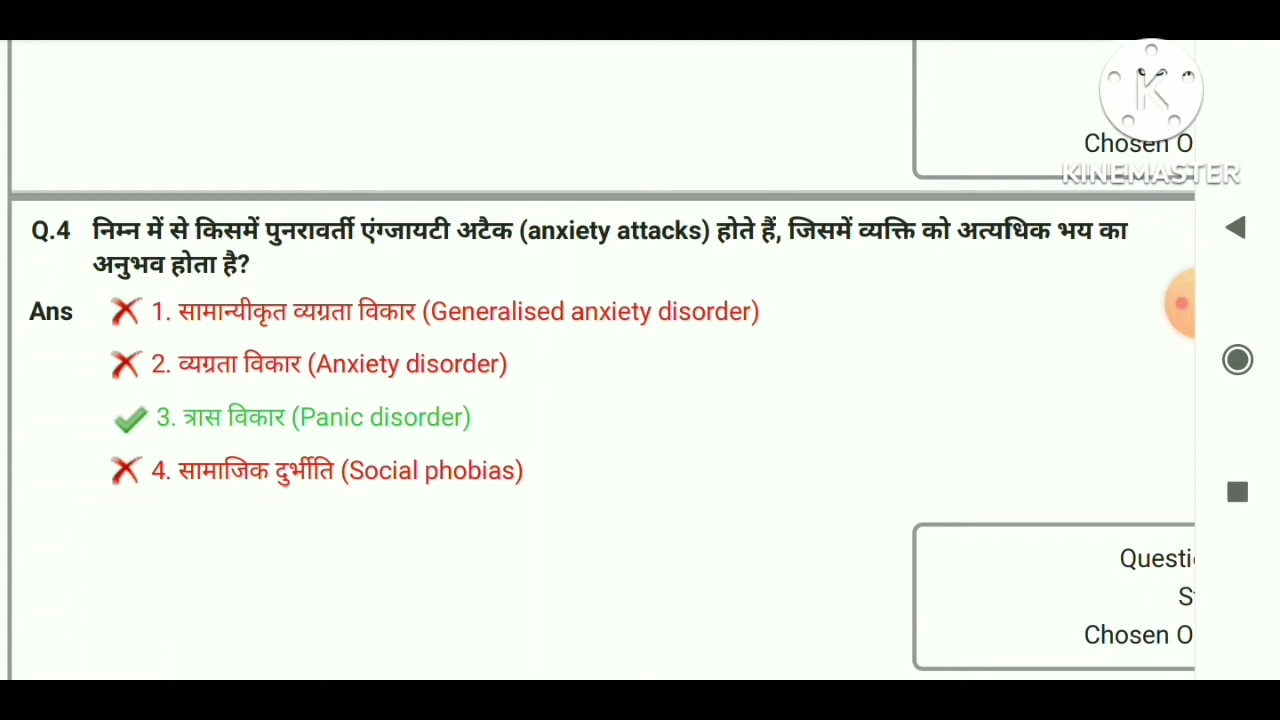 Chosen O
KINEMASTER
Q.4 निम्न में से किसमें पुनरावर्ती एंग्जायटी अटैक (anxiety attacks) होते हैं, जिसमें व्यक्ति को अत्यधिक भय का
अनुभव होता है?
Ans 1. सामान्यीकृत व्यग्रता विकार (Generalised anxiety disorder)
2. व्यग्रता विकार (Anxiety disorder)
3. त्रास विकार (Panic disorder)
4. सामाजिक दुर्भीति (Social phobias)
Questi
S
Chosen O